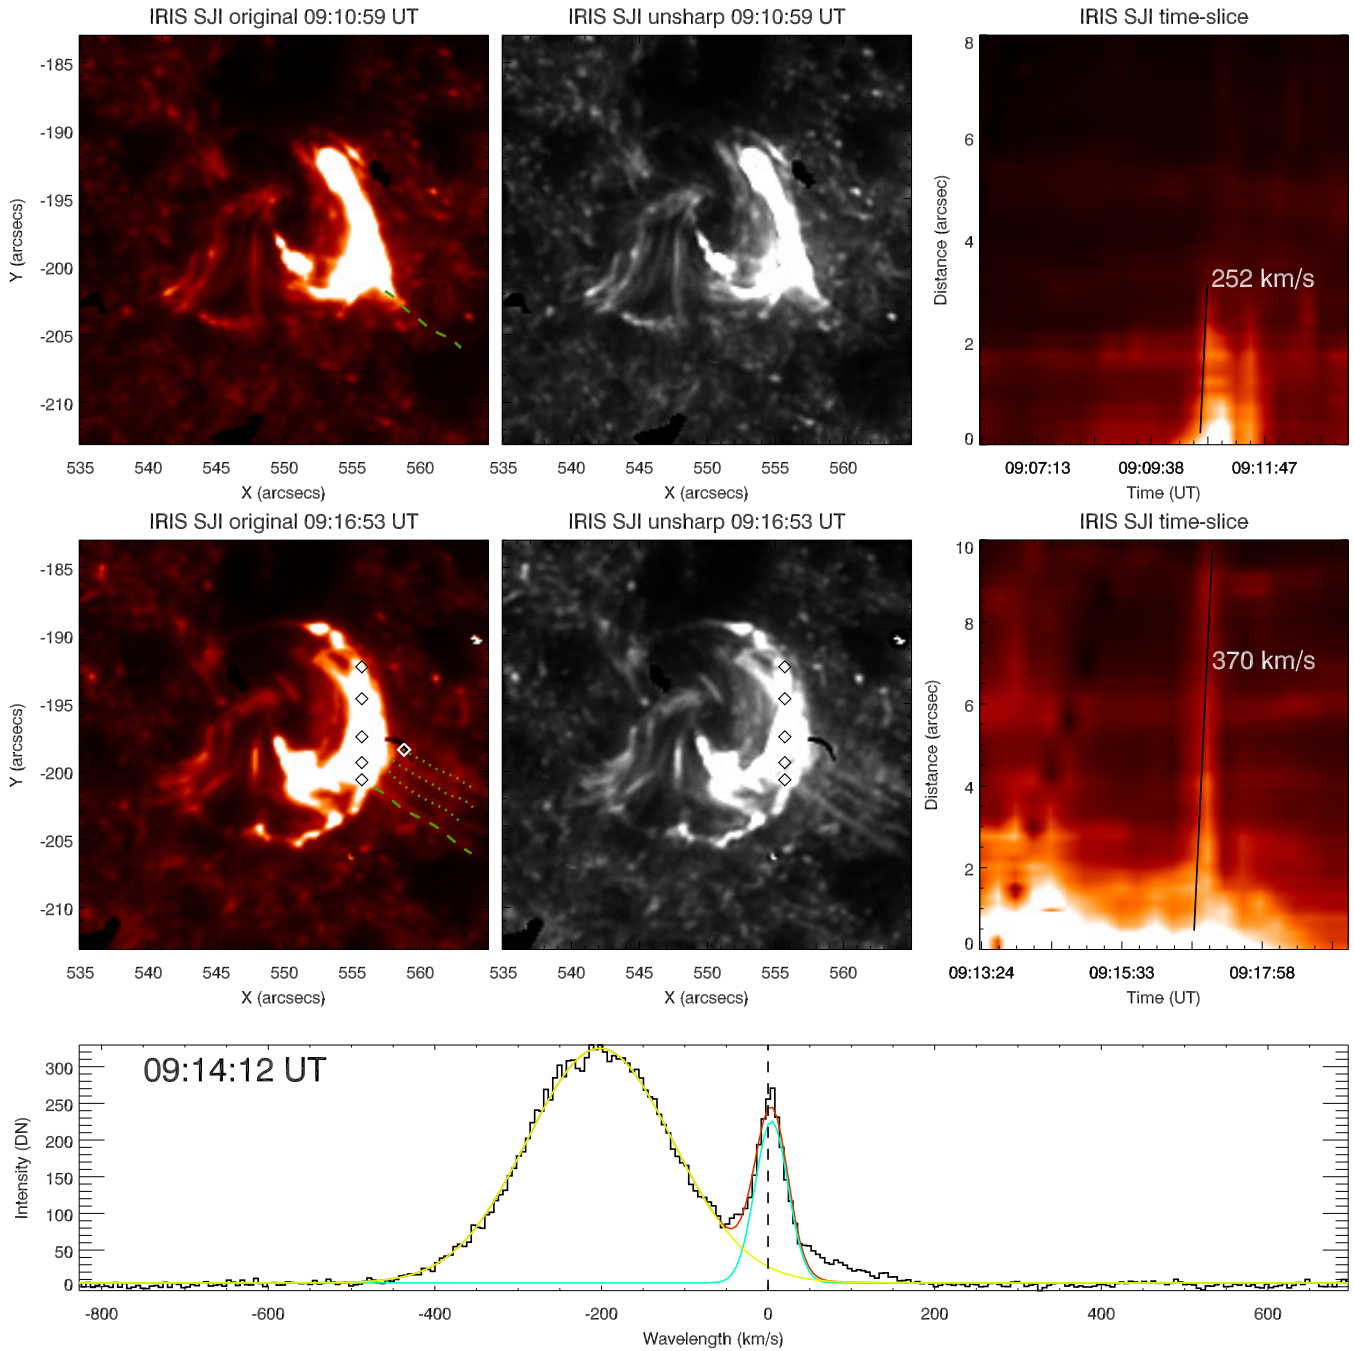 IRIS SJI original 09:10:59 UT
IRIS SJI unsharp 09:10:59 UT
IRIS SJI time-slice
-185
-190
-195
-200
-205
-210
Y (arcsecs)
535 540 545 550 555 560
X (arcsecs)
535 540 545 550 555 560
X (arcsecs)
8
6
4
2
0
Distance (arcsec)
252 km/s
09:07:13 09:09:38 09:11:47
Time (UT)
IRIS SJI original 09:16:53 UT
IRIS SJI unsharp 09:16:53 UT
IRIS SJI time-slice
-185
-190
-195
-200
-205
-210
Y (arcsecs)
535 540 545 550 555 560
X (arcsecs)
535 540 545 550 555 560
X (arcsecs)
10
8
6
4
2
0
Distance (arcsec)
370 km/s
09:13:24 09:15:33 09:17:58
Time (UT)
09:14:12 UT
300
250
200
150
100
50
0
Intensity (DN)
-800 -600 -400 -200 0 200 400 600
Wavelength (km/s)